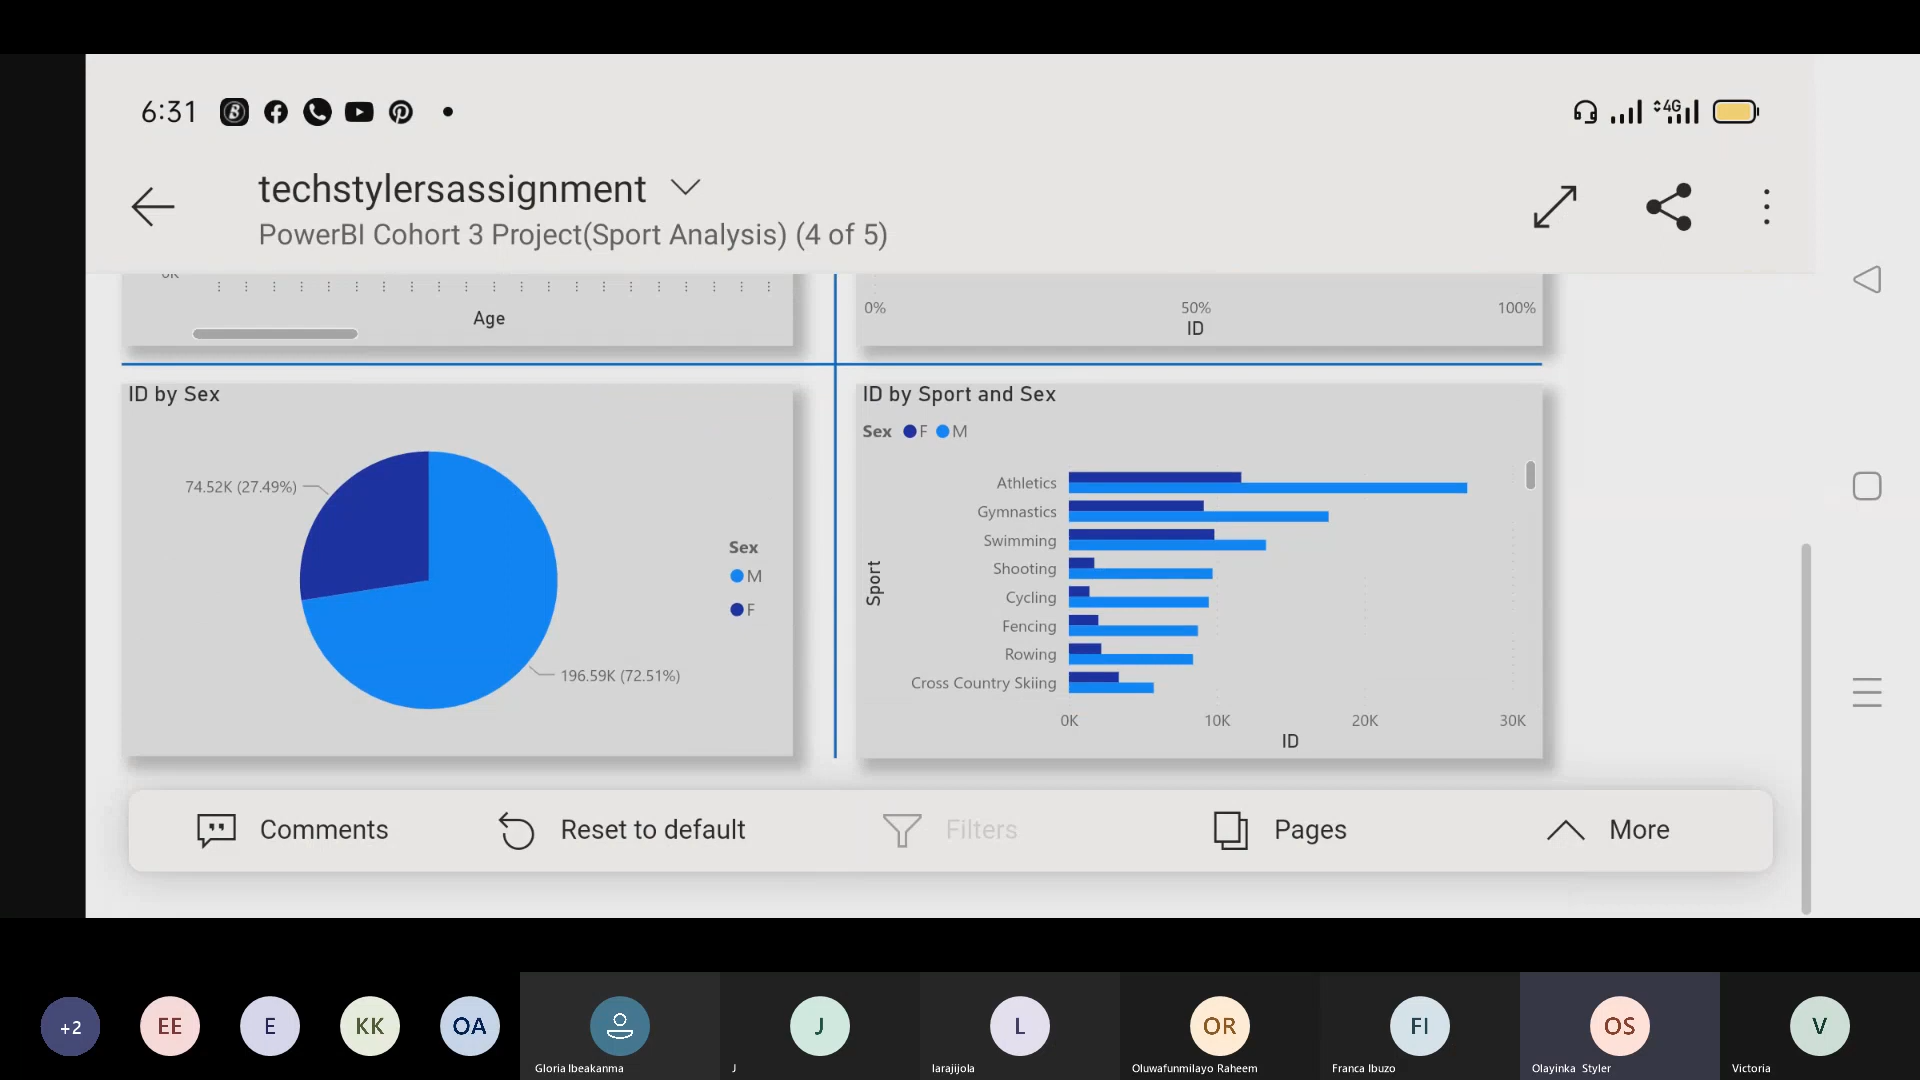 6:31
4G
techstylersassignment
PowerBI Cohort 3 Project(Sport Analysis) (4 of 5)
Age
0% 50% 100%
ID
ID by Sex
74.52K (27.49%)
Sex
M
F
196.59K (72.51%)
ID by Sport and Sex
Sex F M
Sport
Athletics
Gymnastics
Swimming
Shooting
Cycling
Fencing
Rowing
Cross Country Skiing
0K 10K 20K 30K
ID
Comments Reset to default Filters Pages More
+2 EE E KK OA J L OR FI OS V
Gloria Ibeakanma J larajijola Oluwafunmilayo Raheem Franca Ibuzo Olayinka Styler Victoria